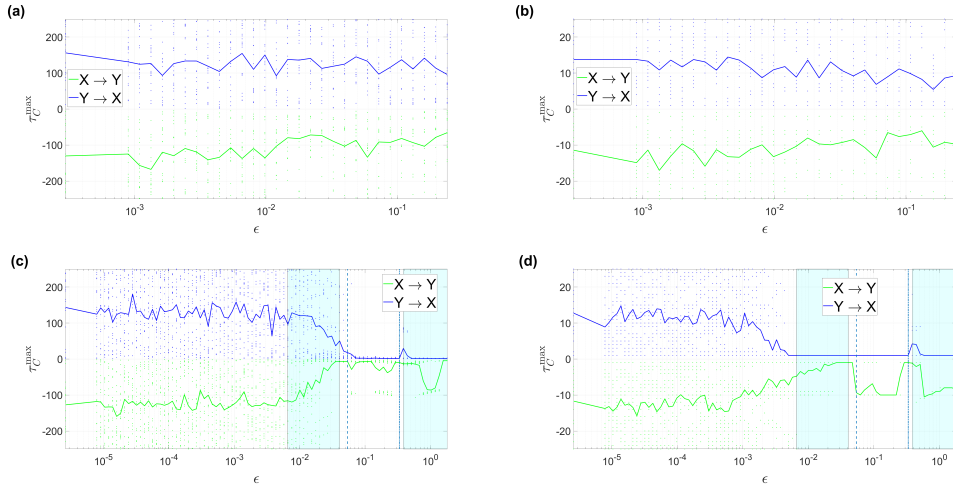 (a)
200
100
0
-100
-200
τ_C^max
X → Y
Y → X
10^-3
10^-2
10^-1
ϵ
(b)
20
10
0
-10
-20
τ_C^max
X → Y
Y → X
10^-3
10^-2
10^-1
ϵ
(c)
200
100
0
-100
-200
τ_C^max
X → Y
Y → X
10^-5
10^-4
10^-3
10^-2
10^-1
10^0
ϵ
(d)
20
10
0
-10
-20
τ_C^max
X → Y
Y → X
10^-5
10^-4
10^-3
10^-2
10^-1
10^0
ϵ